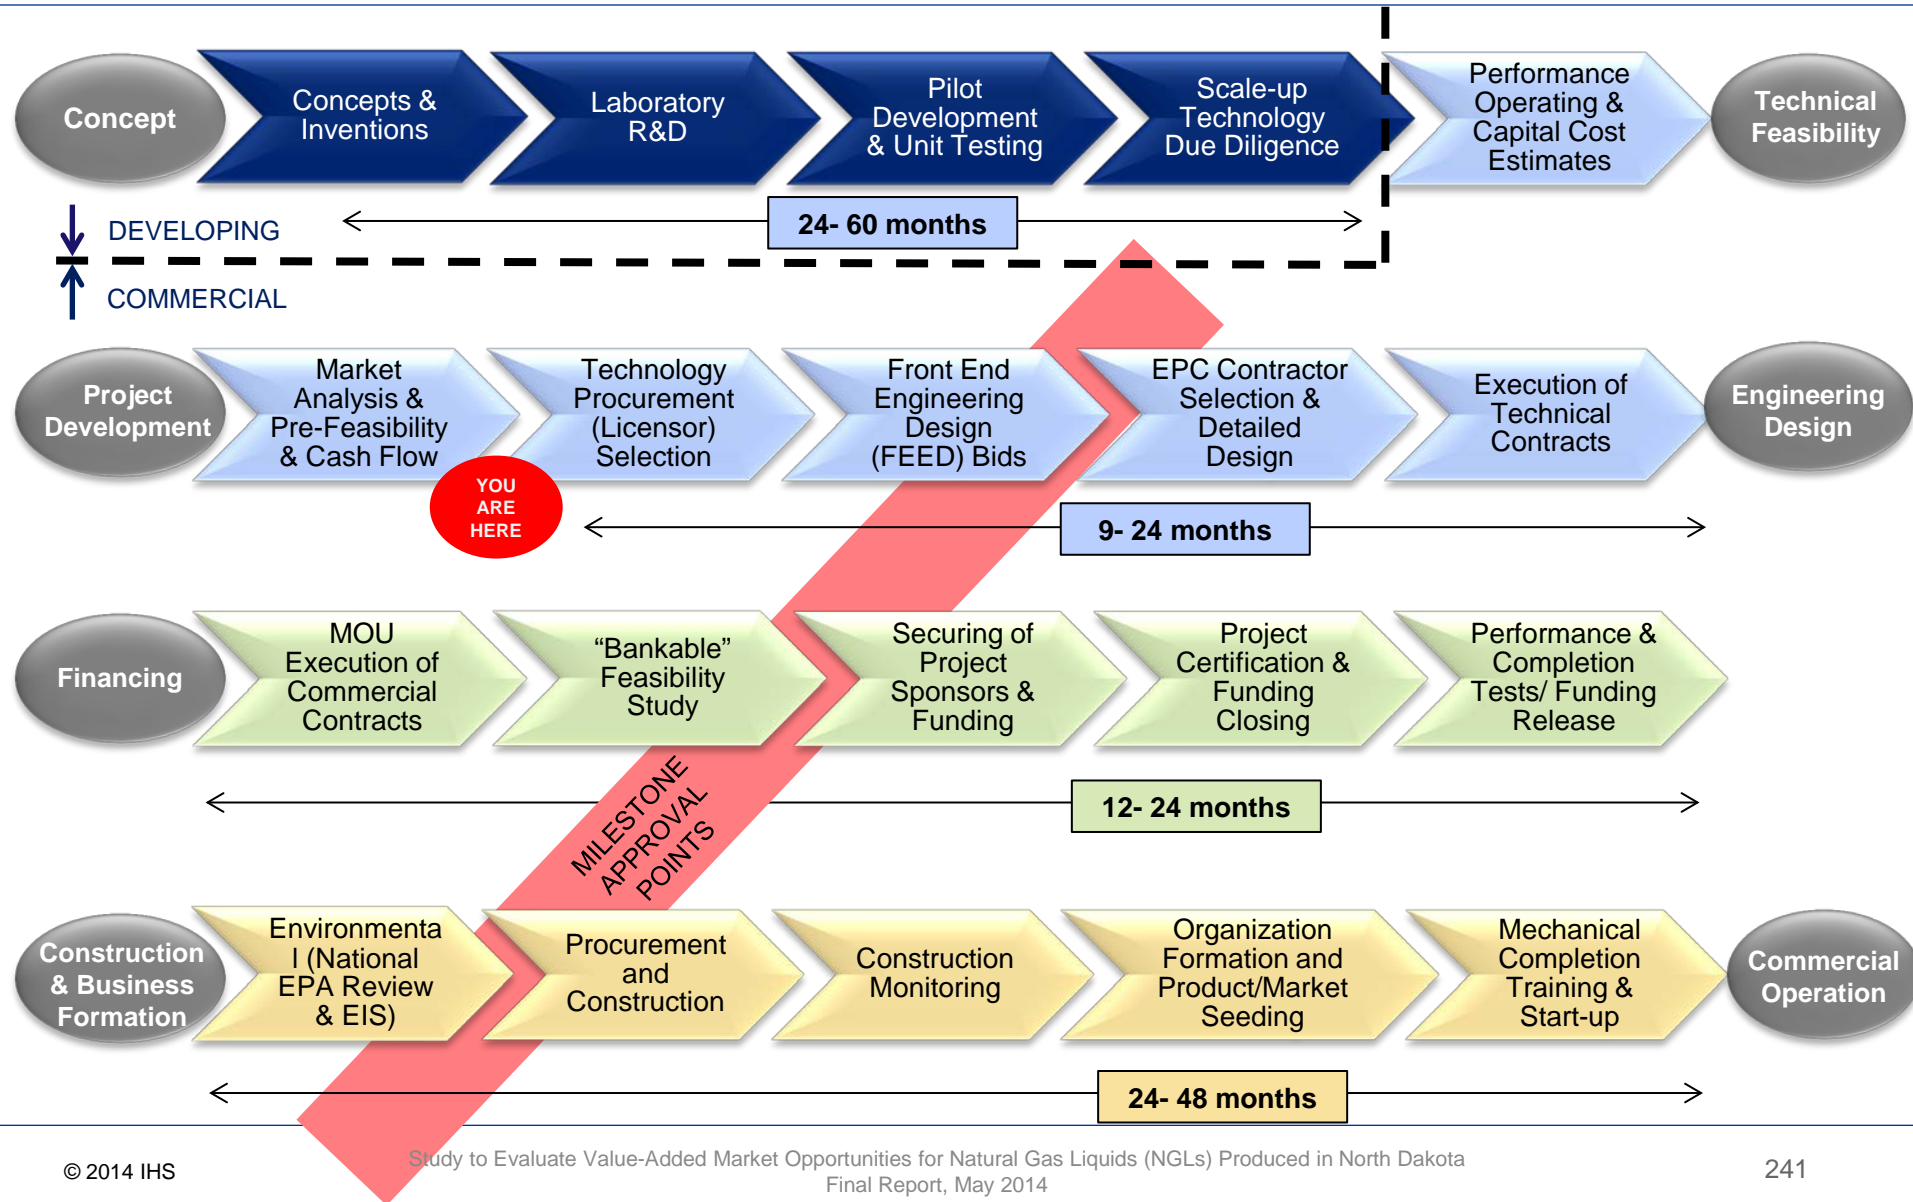 Concept
Concepts &
Inventions
Laboratory
R&D
Pilot
Development
& Unit Testing
Scale-up
Technology
Due Diligence
Performance
Operating &
Capital Cost
Estimates
Technical
Feasibility
24- 60 months
DEVELOPING
COMMERCIAL
Project
Development
Market
Analysis &
Pre-Feasibility
& Cash Flow
Technology
Procurement
(Licensor)
Selection
Front End
Engineering
Design
(FEED) Bids
EPC Contractor
Selection &
Detailed
Design
Execution of
Technical
Contracts
Engineering
Design
YOU
ARE
HERE
9- 24 months
Financing
MOU
Execution of
Commercial
Contracts
“Bankable”
Feasibility
Study
Securing of
Project
Sponsors &
Funding
Project
Certification &
Funding
Closing
Performance &
Completion
Tests/ Funding
Release
12- 24 months
MILESTONE
APPROVAL
POINTS
Construction
& Business
Formation
Environmenta
l (National
EPA Review
& EIS)
Procurement
and
Construction
Construction
Monitoring
Organization
Formation and
Product/Market
Seeding
Mechanical
Completion
Training &
Start-up
Commercial
Operation
24- 48 months
© 2014 IHS
Study to Evaluate Value-Added Market Opportunities for Natural Gas Liquids (NGLs) Produced in North Dakota
Final Report, May 2014
241